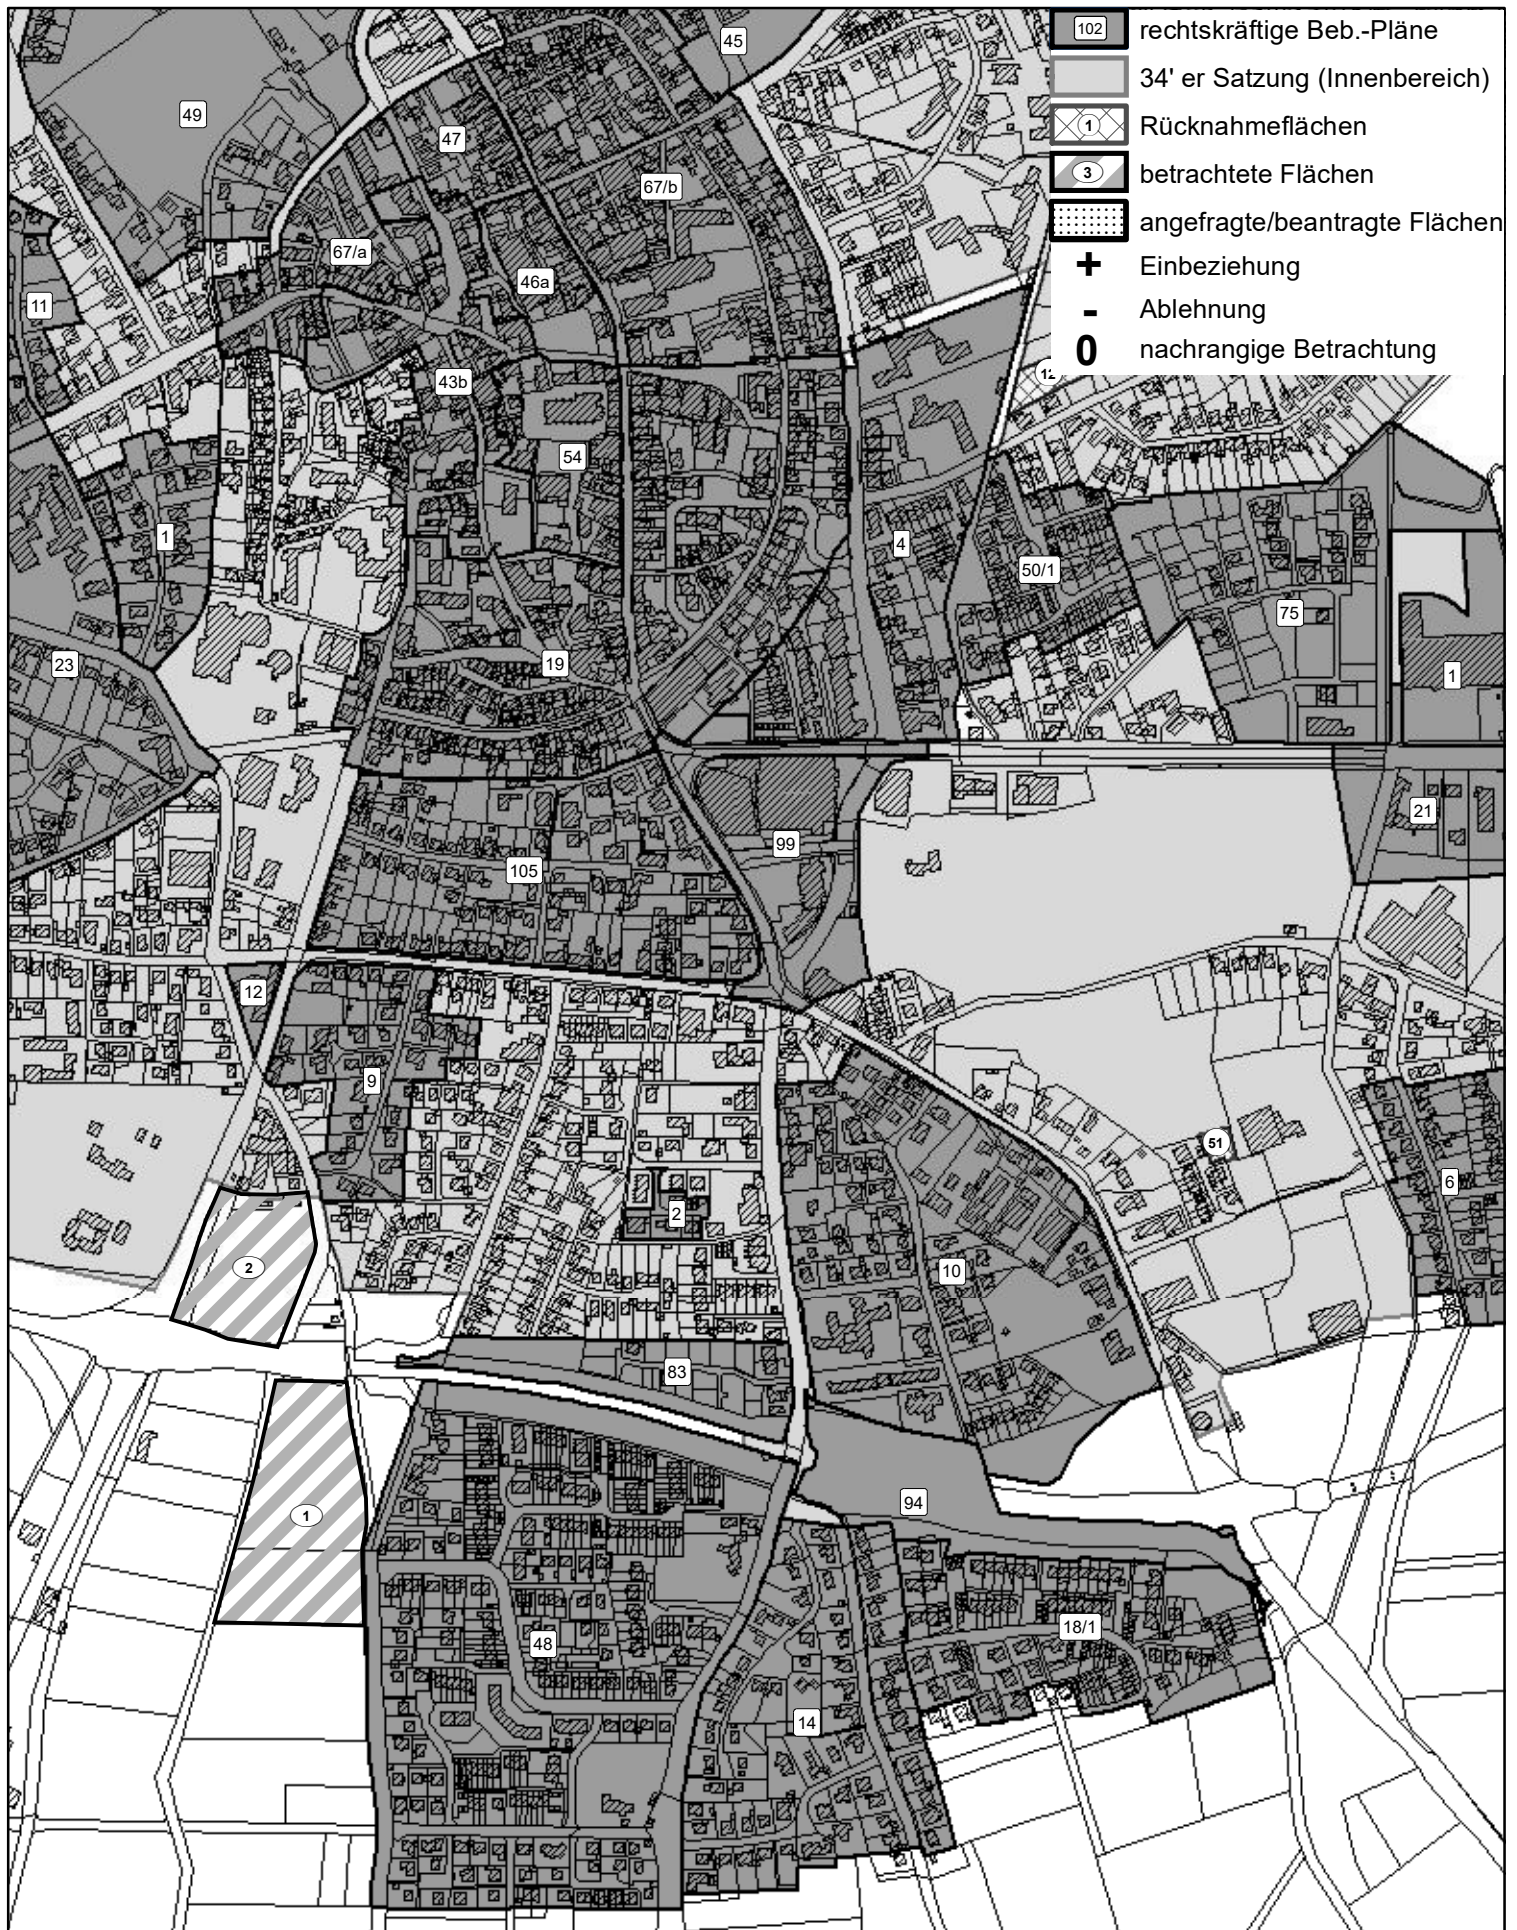 102 rechtskräftige Beb.-Pläne
34' er Satzung (Innenbereich)
1 Rücknahmeflächen
3 betrachtete Flächen
angefragte/beantragte Flächen
+ Einbeziehung
- Ablehnung
0 nachrangige Betrachtung
45
49
47
67/b
67/a
46a
11
12
43b
54
1
4
50/1
75
23
19
1
21
99
105
12
9
51
6
2
10
2
83
1
94
48
18/1
14